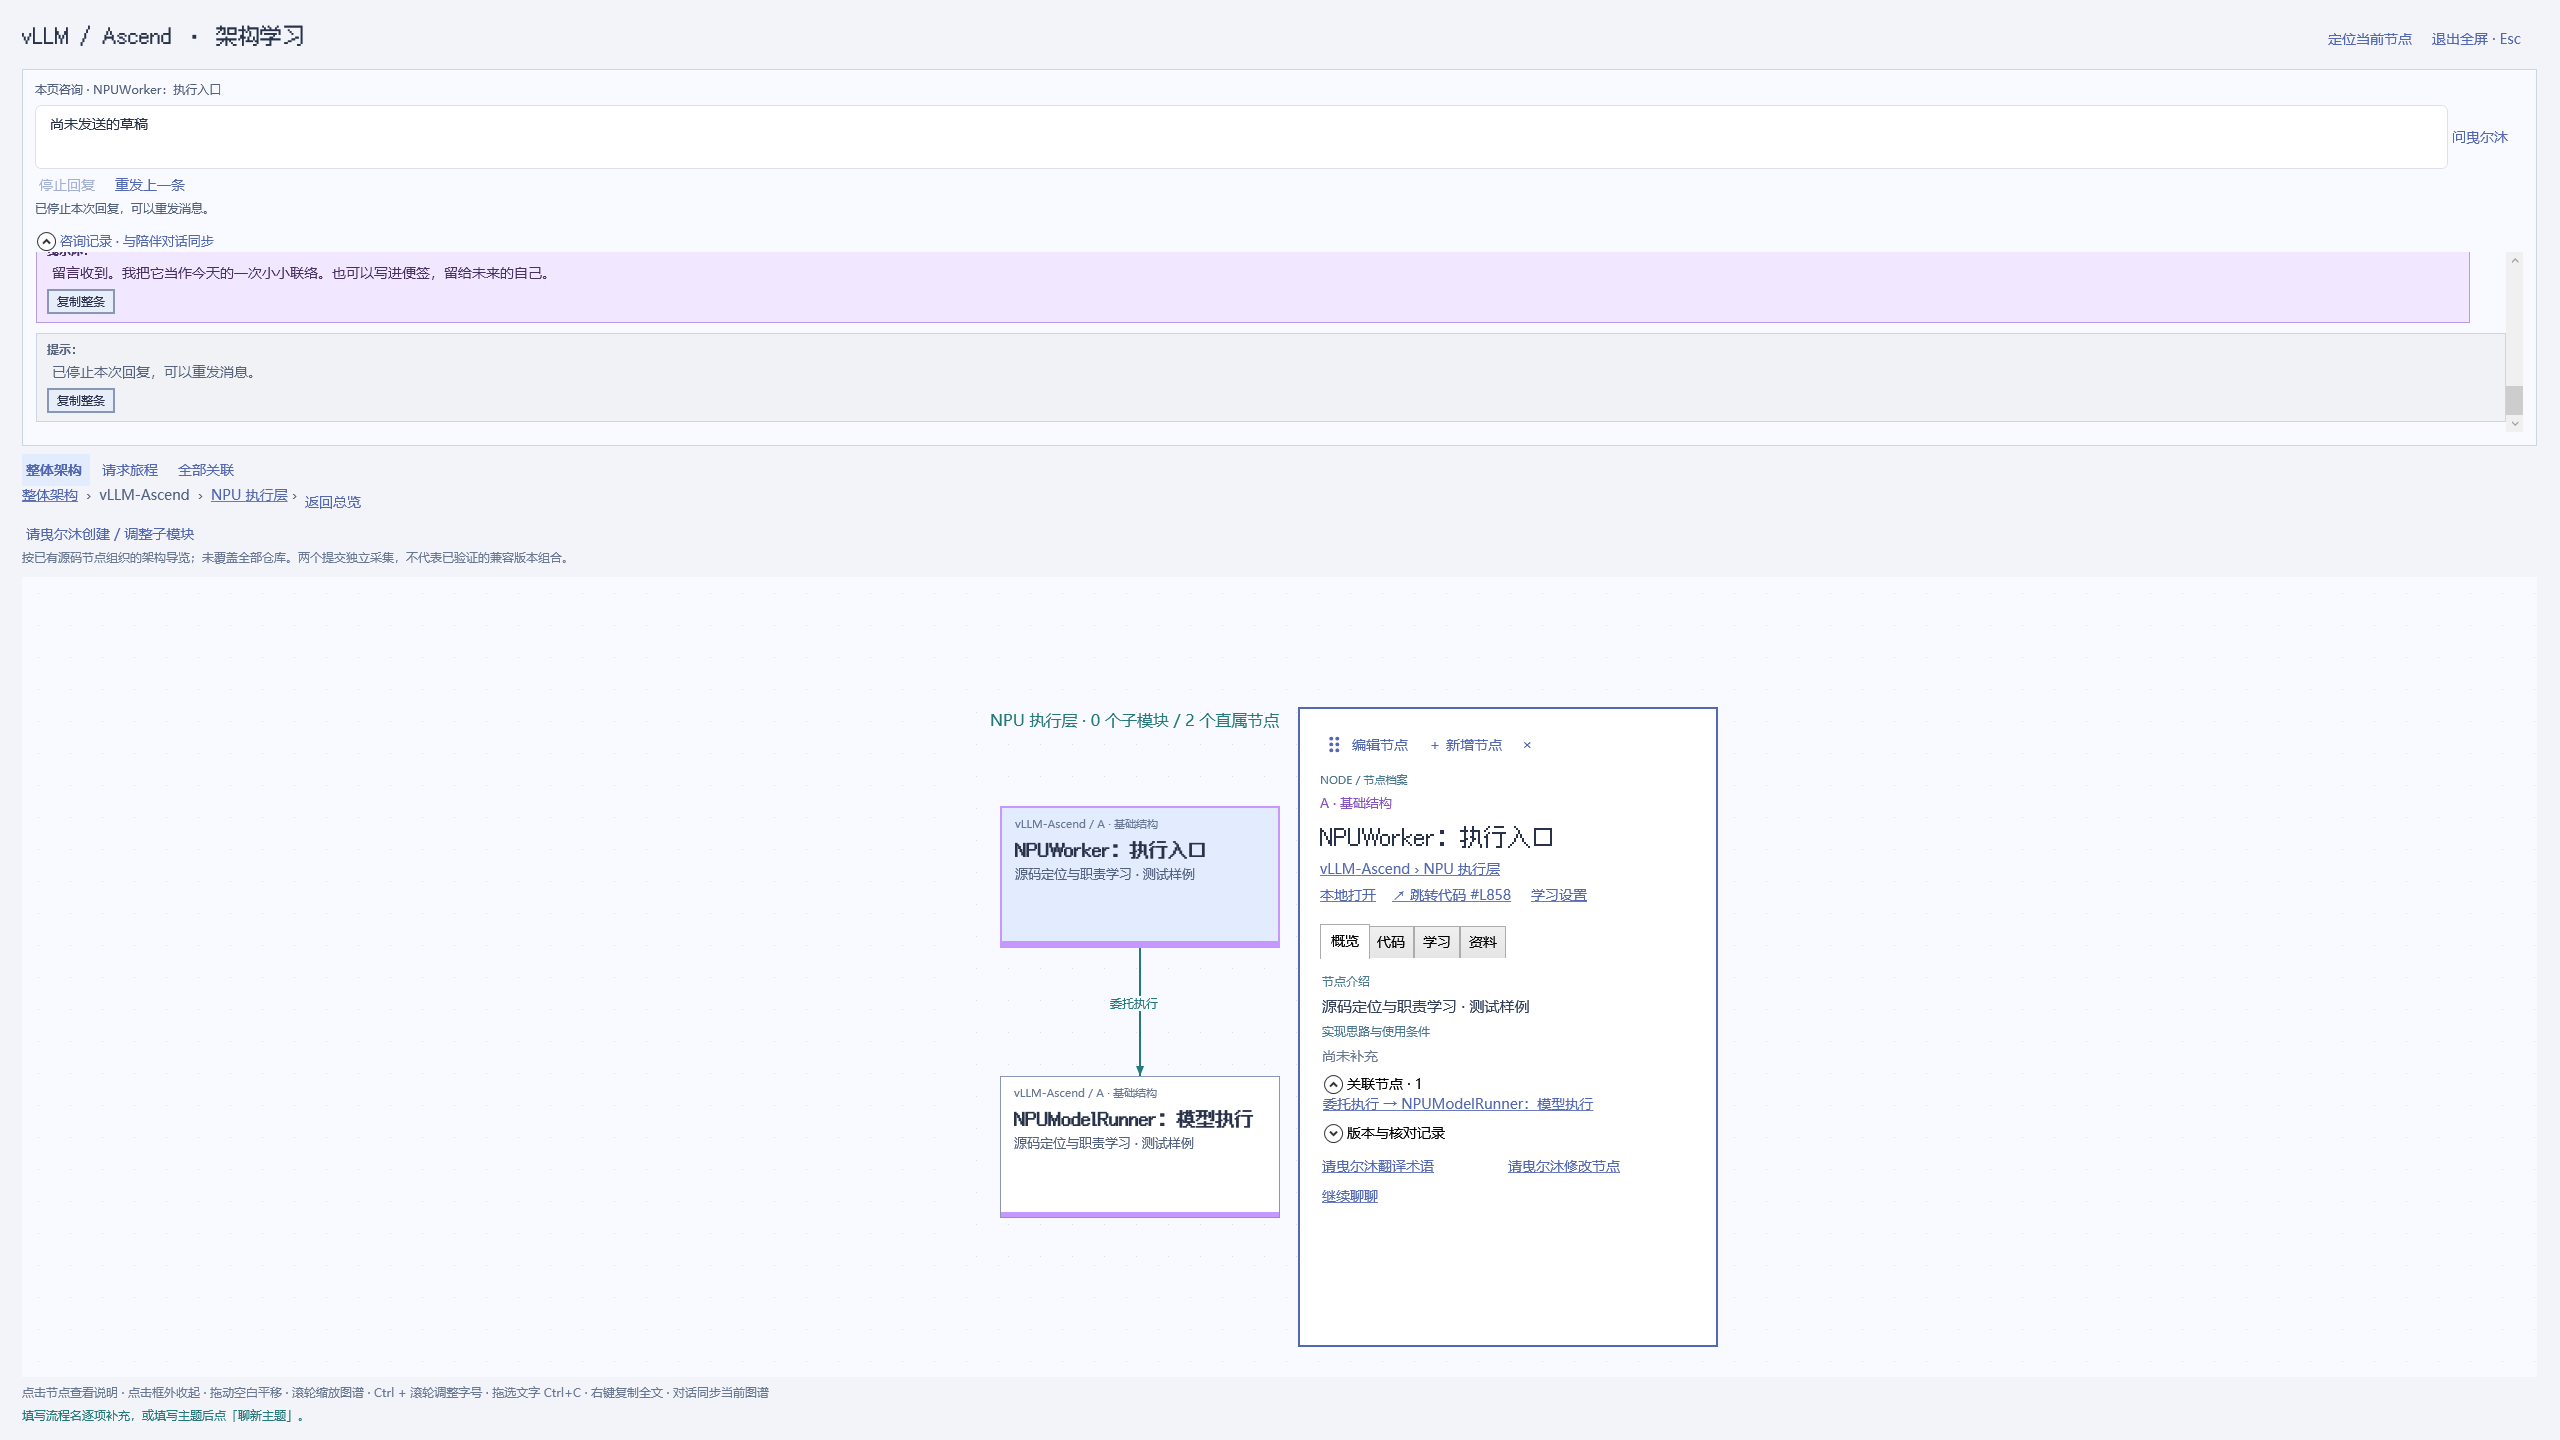 vLLM / Ascend · 架构学习
定位当前节点 退出全屏 · Esc
本页咨询 · NPUWorker：执行入口
尚未发送的草稿
问曳尔沐
停止回复 重发上一条
已停止本次回复，可以重发消息。
咨询记录 · 与陪伴对话同步
留言收到。我把它当作今天的一次小小联络。也可以写进便签，留给未来的自己。
复制整条
提示：
已停止本次回复，可以重发消息。
复制整条
整体架构 请求旅程 全部关联
整体架构 › vLLM-Ascend › NPU 执行层 › 返回总览
请曳尔沐创建 / 调整子模块
按已有源码节点组织的架构导览；未覆盖全部仓库。两个提交独立采集，不代表已验证的兼容版本组合。
NPU 执行层 · 0 个子模块 / 2 个直属节点
vLLM-Ascend / A · 基础结构
NPUWorker：执行入口
源码定位与职责学习 · 测试样例
委托执行
vLLM-Ascend / A · 基础结构
NPUModelRunner：模型执行
源码定位与职责学习 · 测试样例
编辑节点 + 新增节点 ×
NODE / 节点档案
A · 基础结构
NPUWorker：执行入口
vLLM-Ascend › NPU 执行层
本地打开 ↗ 跳转代码 #L858 学习设置
概览 代码 学习 资料
节点介绍
源码定位与职责学习 · 测试样例
实现思路与使用条件
尚未补充
关联节点 · 1
委托执行 → NPUModelRunner：模型执行
版本与核对记录
请曳尔沐翻译术语 请曳尔沐修改节点
继续聊聊
点击节点查看说明 · 点击框外收起 · 拖动空白平移 · 滚轮缩放图谱 · Ctrl + 滚轮调整字号 · 拖选文字 Ctrl+C · 右键复制全文 · 对话同步当前图谱
填写流程名逐项补充，或填写主题后点「聊新主题」。